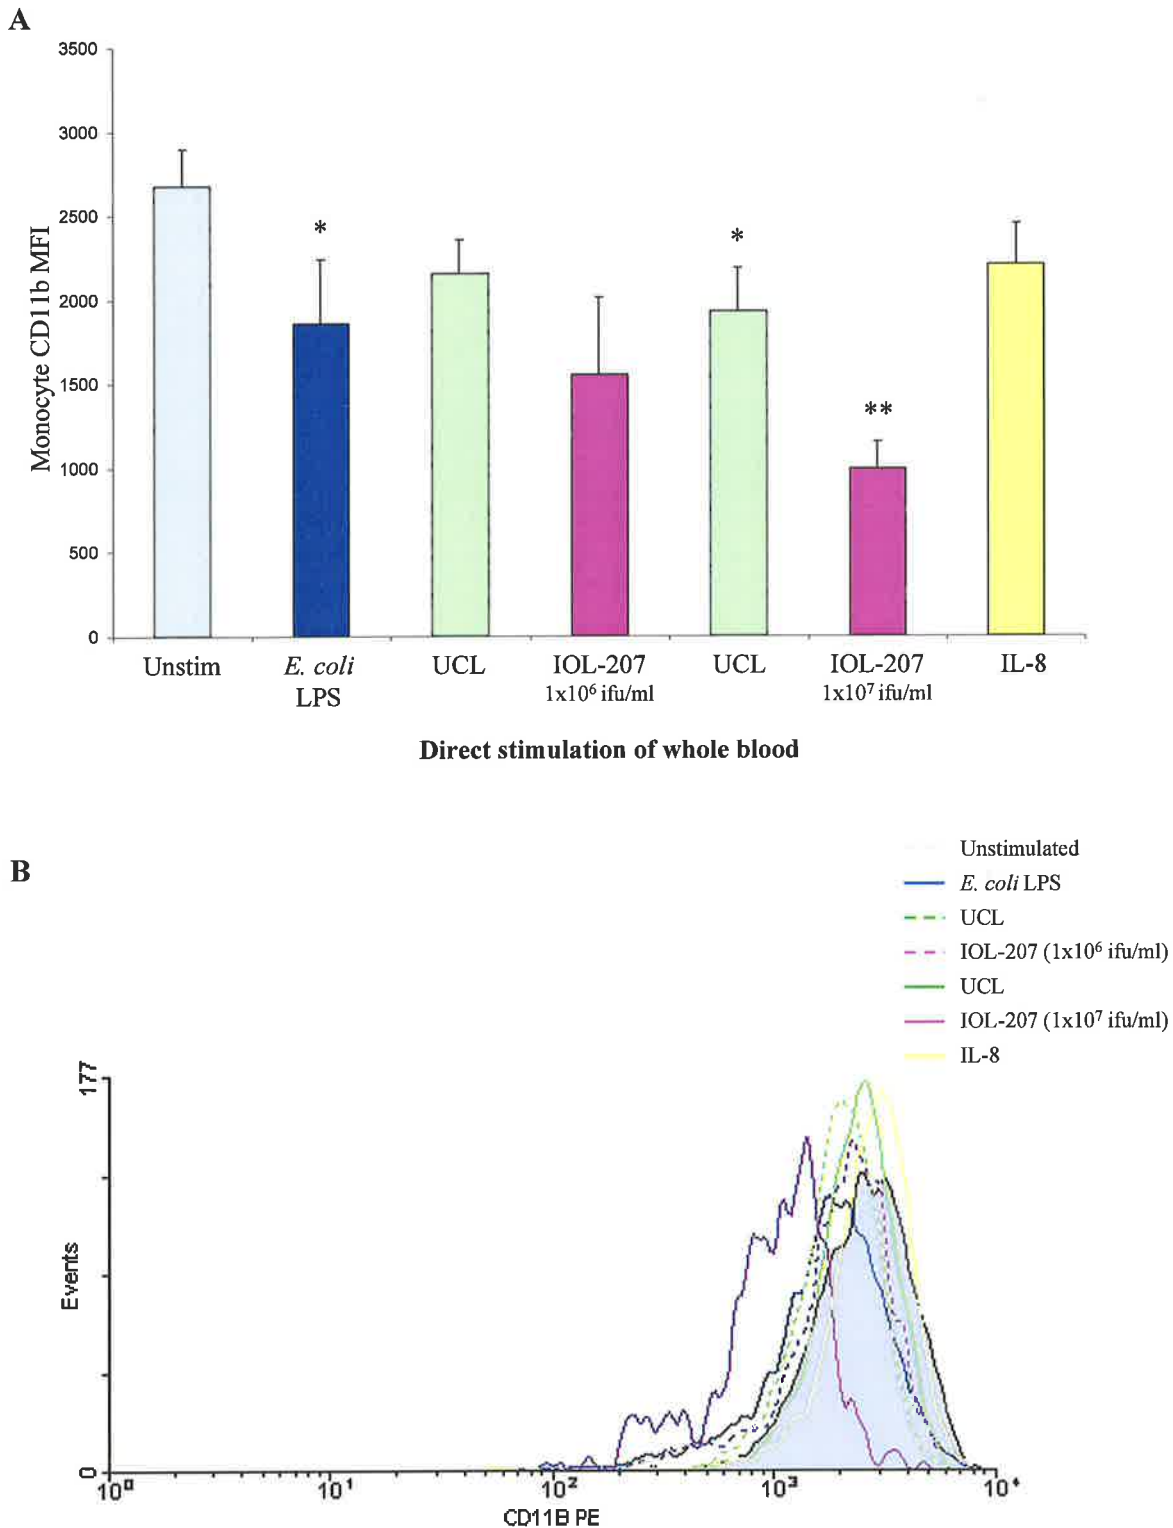 A
3500
3000
2500
2000
1500
1000
500
0
Monocyte CD11b MFI
*
*
**
Unstim
E. coli
LPS
UCL
IOL-207
1x10⁶ ifu/ml
UCL
IOL-207
1x10⁷ ifu/ml
IL-8
Direct stimulation of whole blood
B
Unstimulated
E. coli LPS
UCL
IOL-207 (1x10⁶ ifu/ml)
UCL
IOL-207 (1x10⁷ ifu/ml)
IL-8
177
Events
0
10⁰ 10¹ 10² 10³ 10⁴
CD11B PE